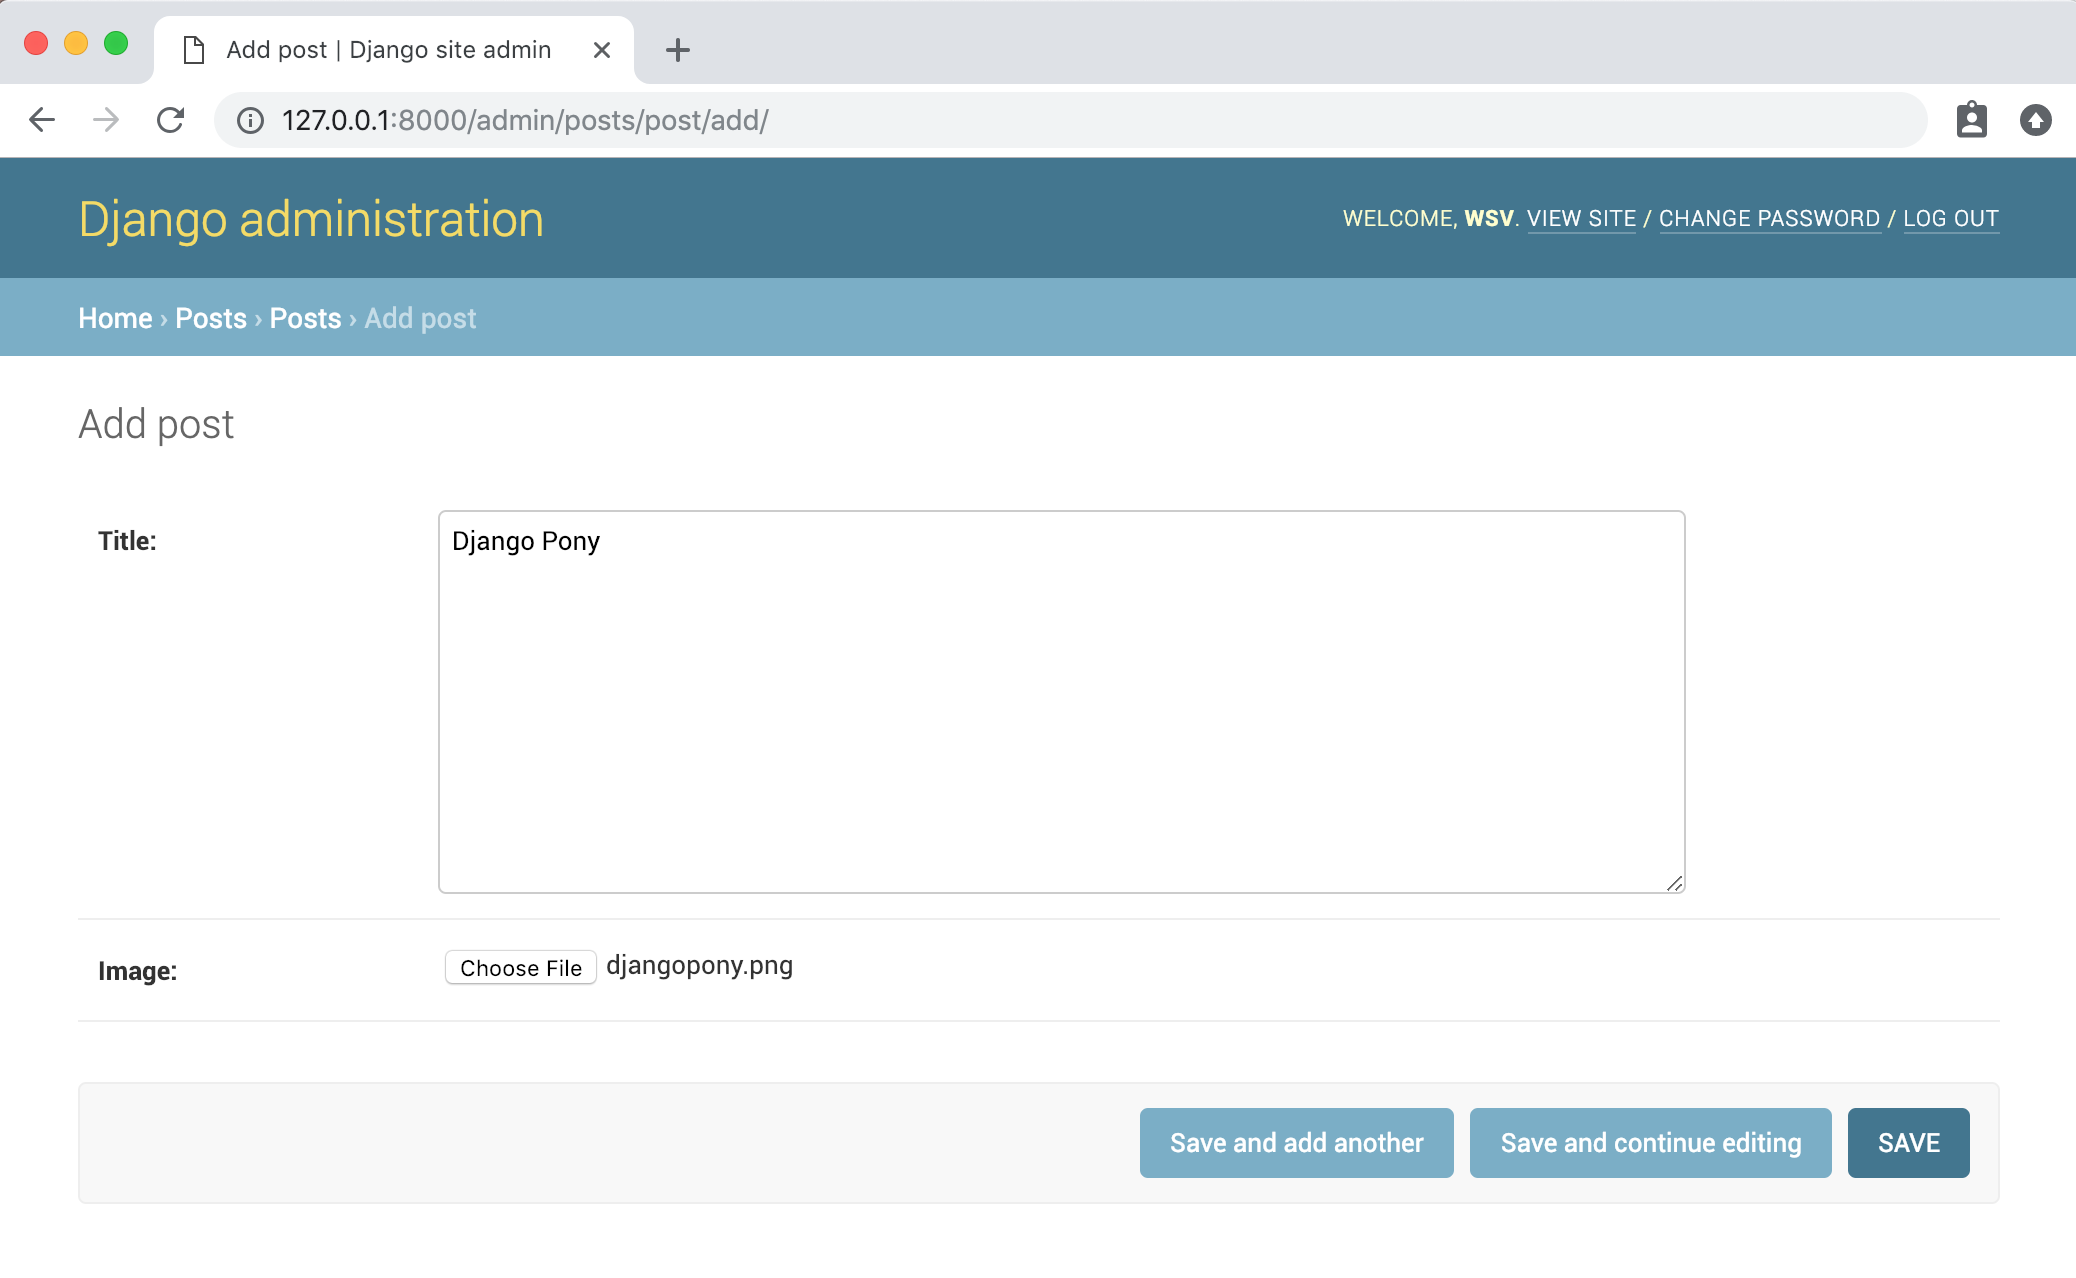 Add post | Django site admin
127.0.0.1:8000/admin/posts/post/add/
Django administration
WELCOME, WSV. VIEW SITE / CHANGE PASSWORD / LOG OUT
Home › Posts › Posts › Add post
Add post
Title:
Django Pony
Image:
Choose File djangopony.png
Save and add another
Save and continue editing
SAVE